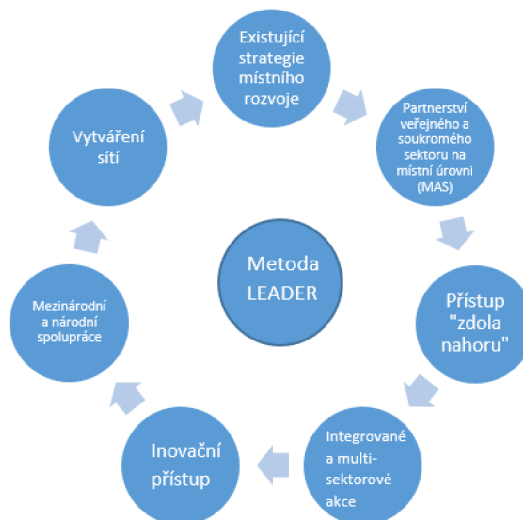 Existující
strategie
místního
rozvoje
Partnerství
veřejného a
soukromého
sektoru na
místní úrovni
(MAS)
Přístup
"zdola
nahoru"
Integrované
a multi-
sektorové
akce
Inovační
přístup
Mezinárodní
a národní
spolupráce
Vytváření
sítí
Metoda
LEADER